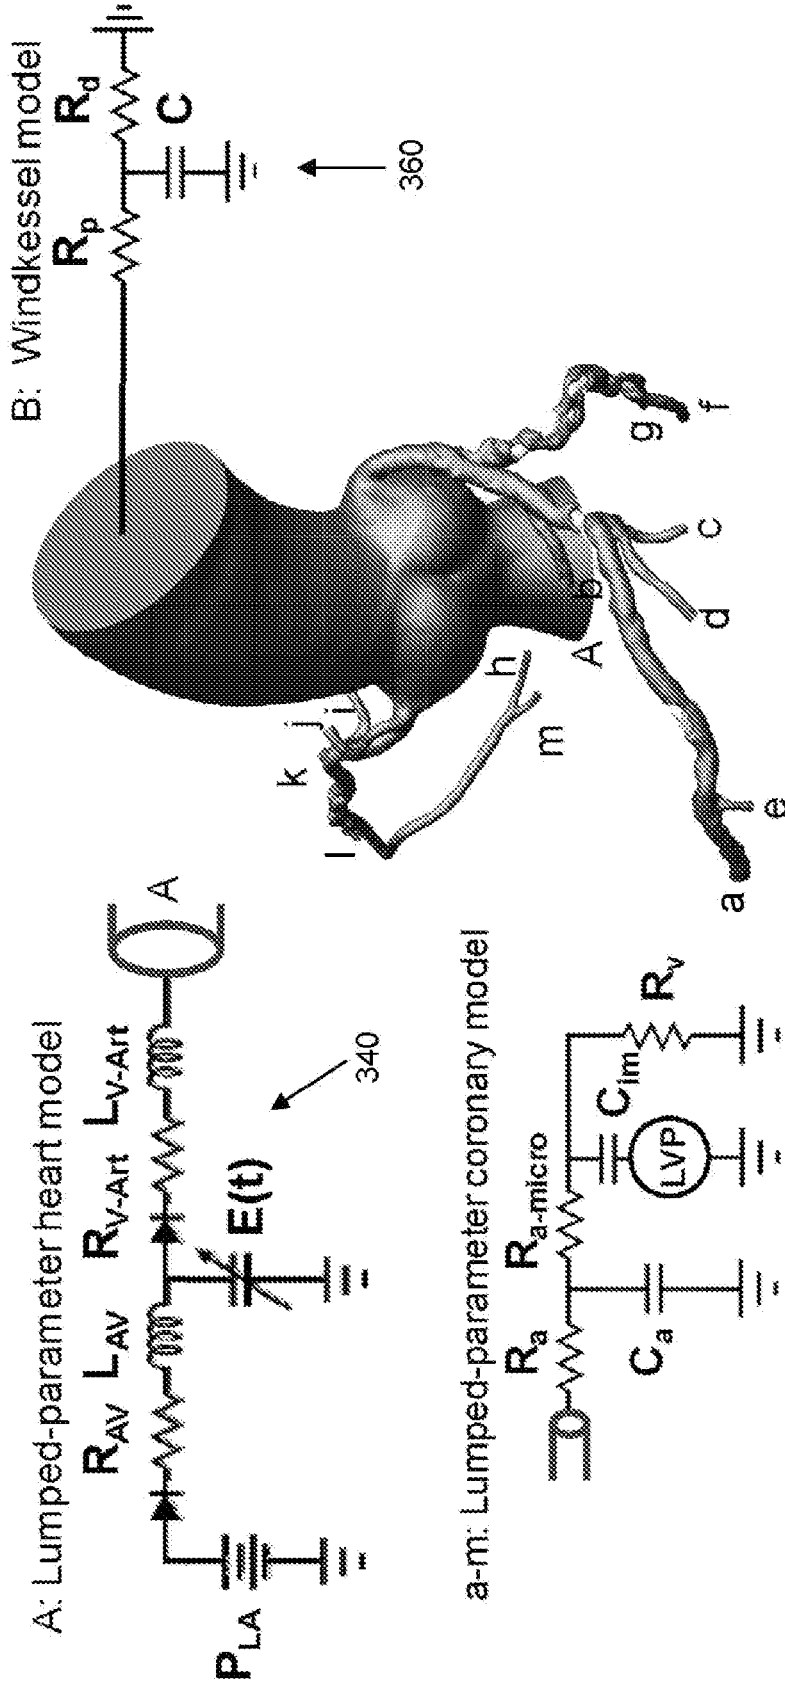 A: Lumped-parameter heart model
R_AV L_AV R_V-Art L_V-Art
A
P_LA
E(t)
340
B: Windkessel model
R_p R_d
C
360
j
i
k
l
h
m
A
b
g
f
c
d
e
a
a-m: Lumped-parameter coronary model
R_a R_a-micro
C_a
C_im
LVP
R_v